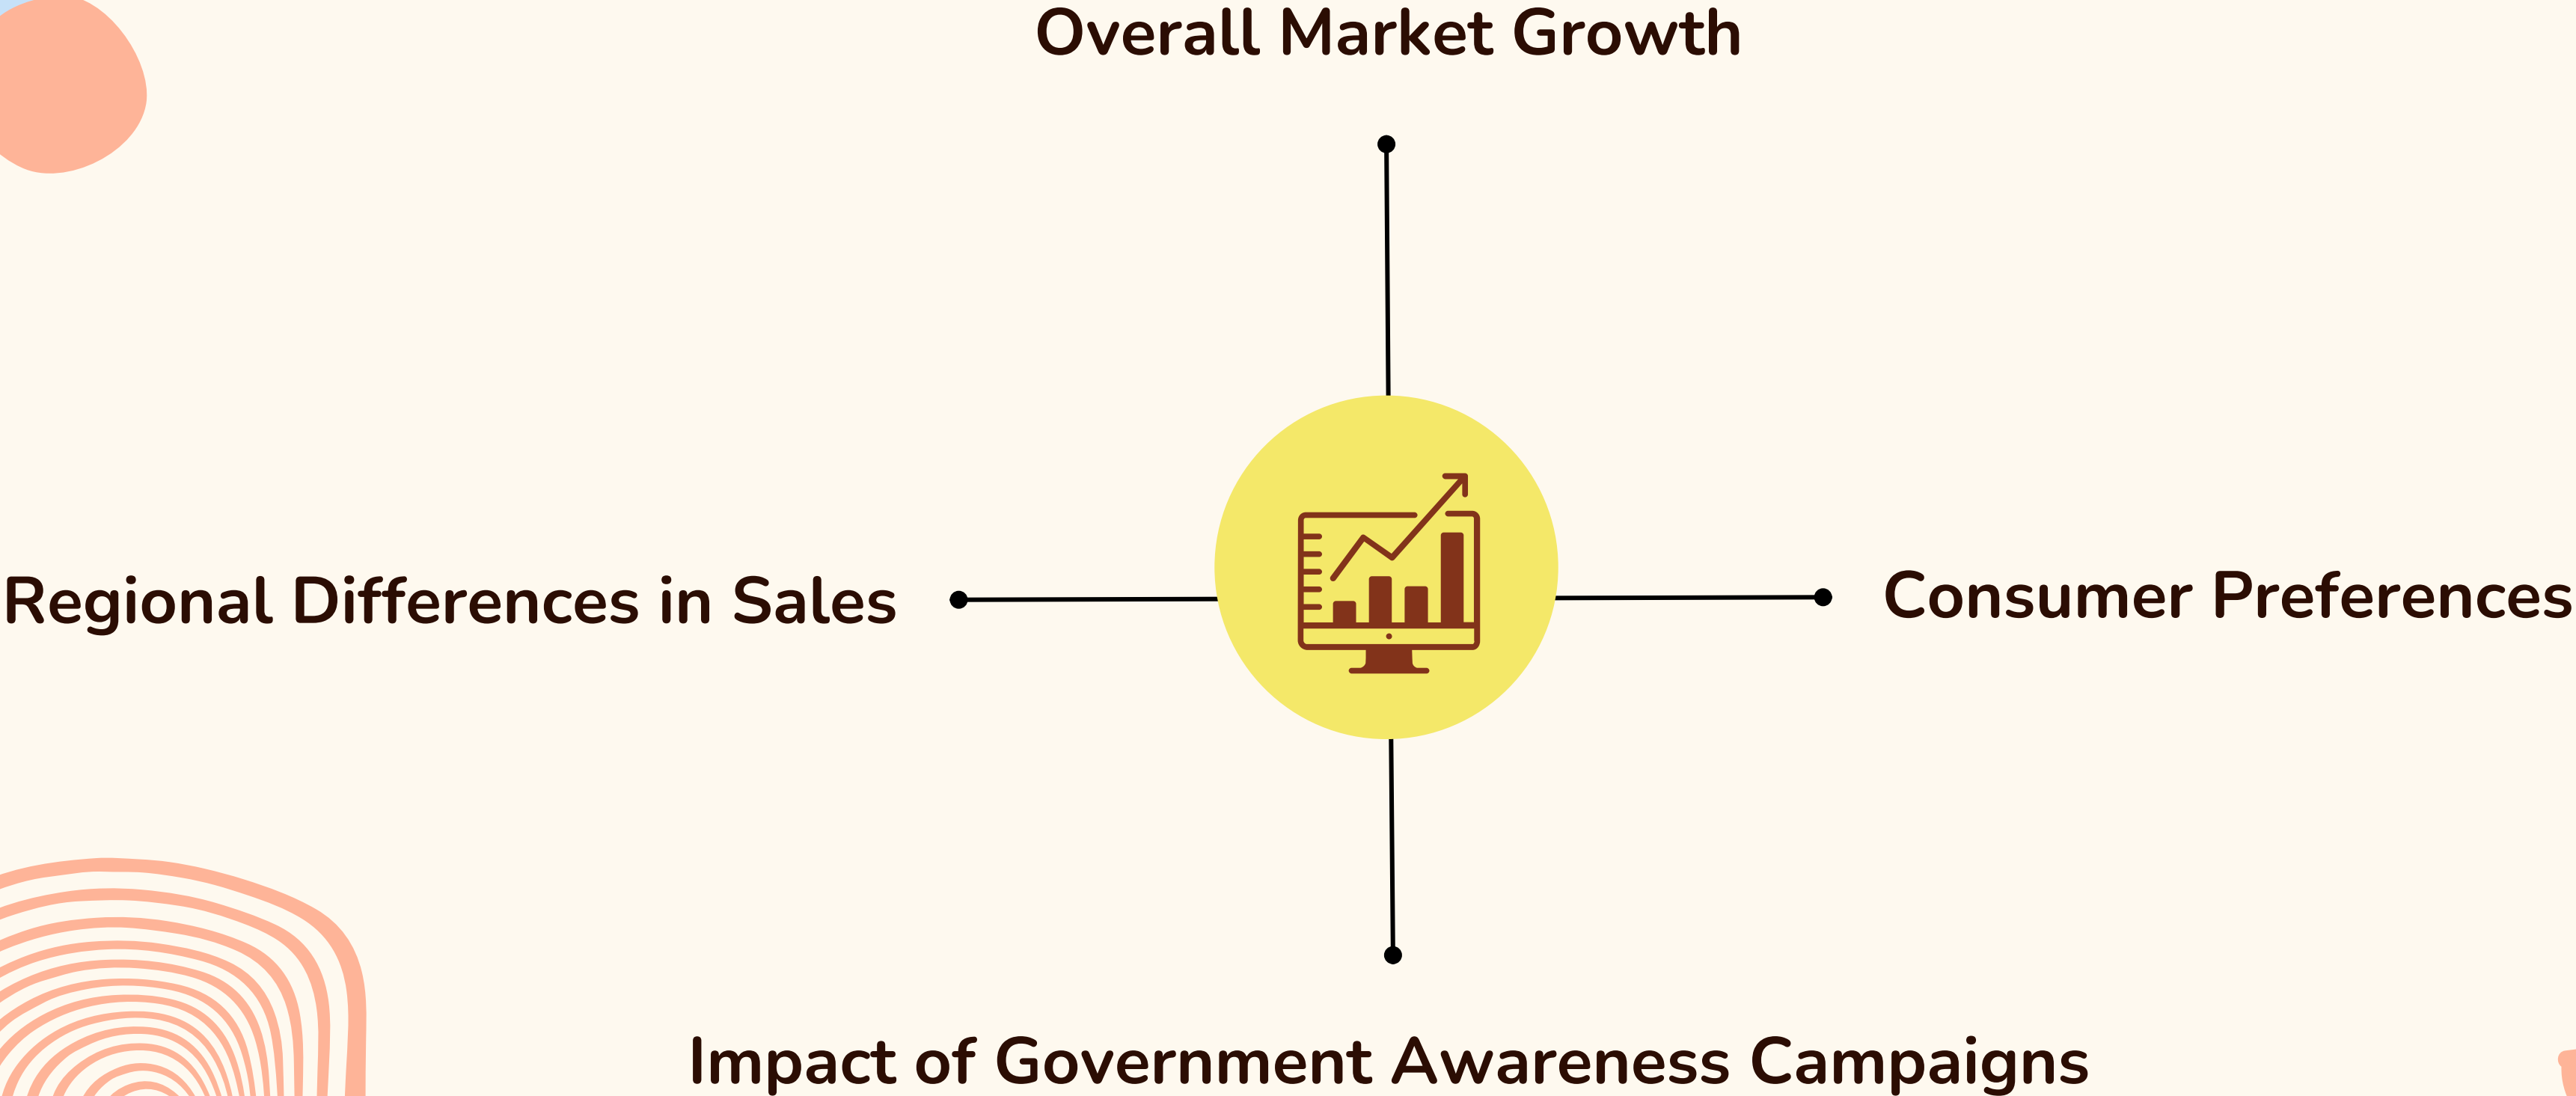 Overall Market Growth
Regional Differences in Sales
Consumer Preferences
Impact of Government Awareness Campaigns